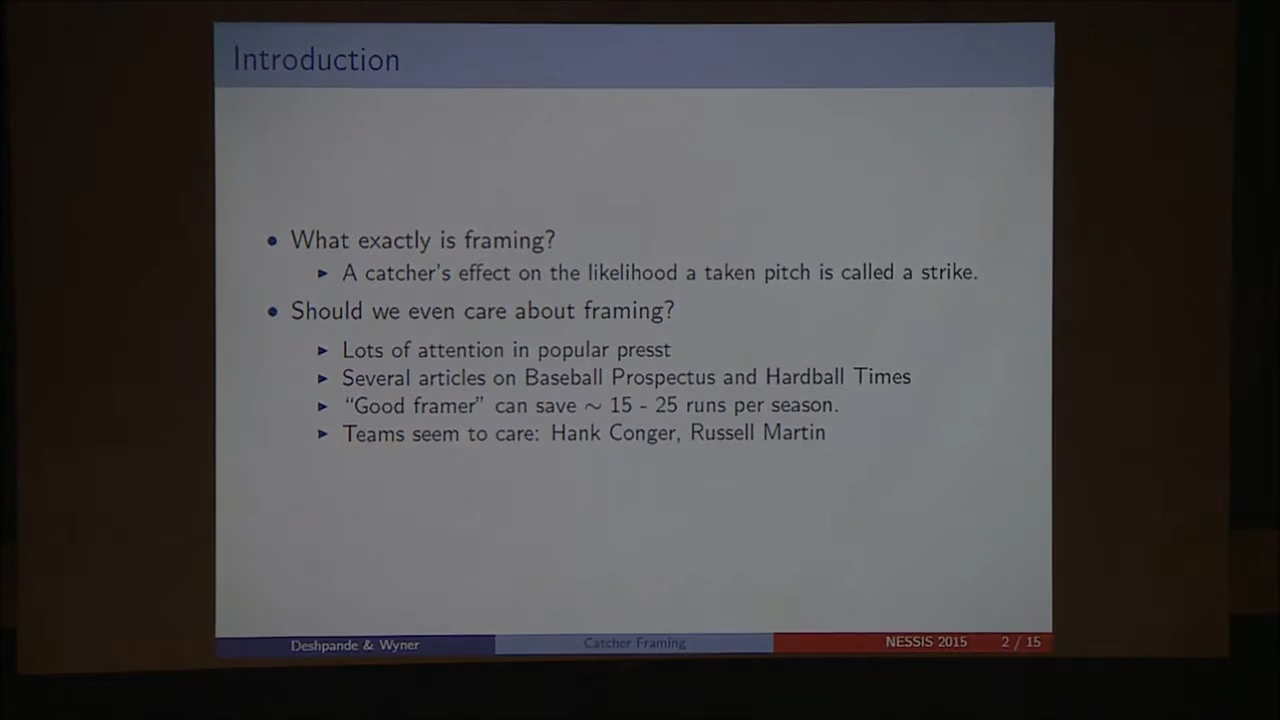 Introduction
• What exactly is framing?
▶ A catcher's effect on the likelihood a taken pitch is called a strike.
• Should we even care about framing?
▶ Lots of attention in popular presst
▶ Several articles on Baseball Prospectus and Hardball Times
▶ “Good framer” can save ∼ 15 - 25 runs per season.
▶ Teams seem to care: Hank Conger, Russell Martin
Deshpande & Wyner Catcher Framing NESSIS 2015 2 / 15